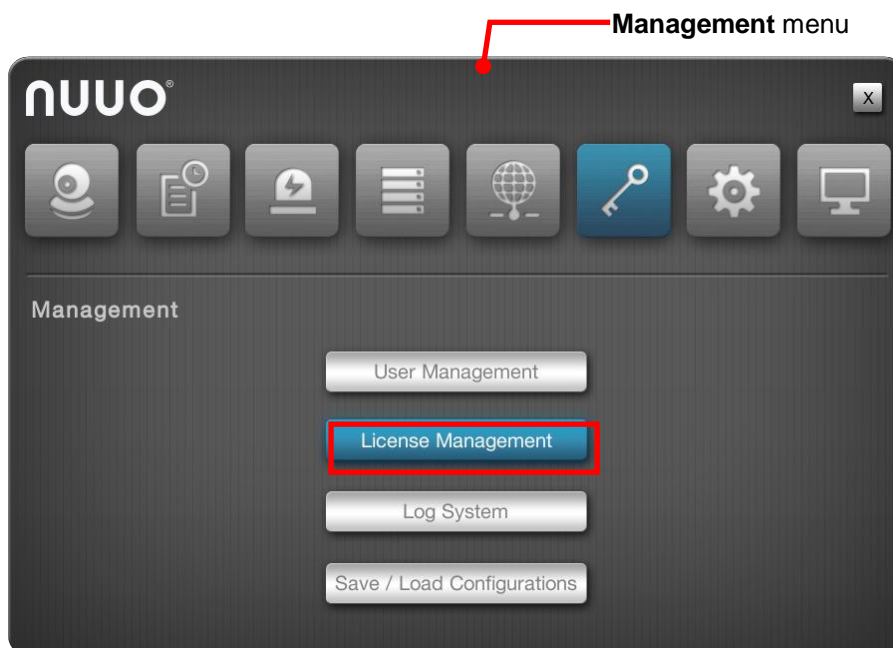 Management menu
nuuo®
X
Management
User Management
License Management
Log System
Save / Load Configurations